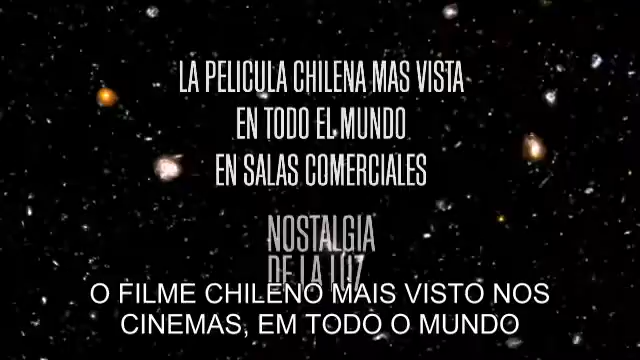 LA PELICULA CHILENA MAS VISTA
EN TODO EL MUNDO
EN SALAS COMERCIALES
NOSTALGIA
DE LA LUZ
O FILME CHILENO MAIS VISTO NOS
CINEMAS, EM TODO O MUNDO